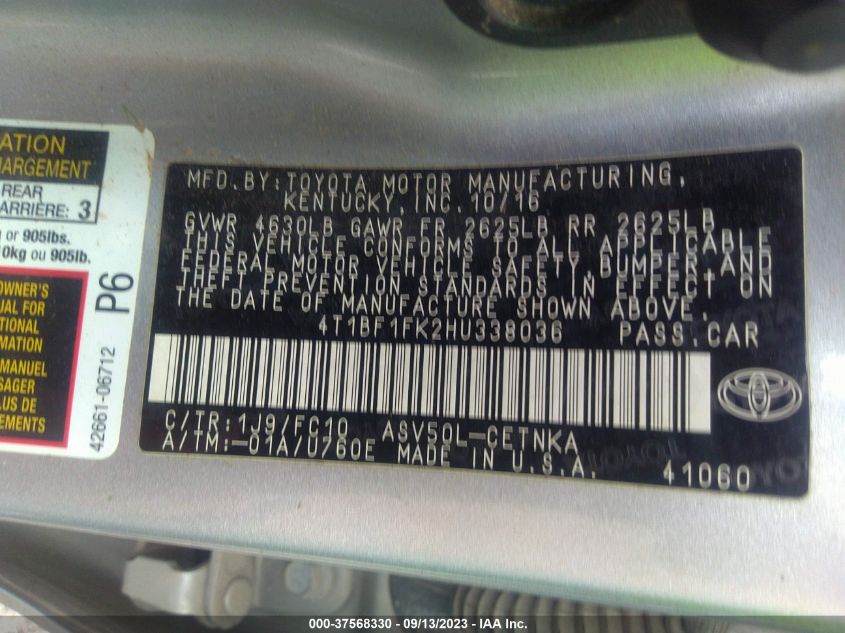 ATION
HARGEMENT
REAR
ARRIÈRE: 3
g or 905lbs.
10kg ou 905lb.
OWNER'S
UAL FOR
TIONAL
RMATION
MANUEL
SAGER
LUS DE
EMENTS
P6
42661-06712
MFD.BY:TOYOTA MOTOR MANUFACTURING,
KENTUCKY,INC.10/16
GVWR 4630LB GAWR FR 2625LB RR 2625LB
THIS VEHICLE CONFORMS TO ALL APPLICABLE
FEDERAL MOTOR VEHICLE SAFETY,BUMPER,AND
THEFT PREVENTION STANDARDS IN EFFECT ON
THE DATE OF MANUFACTURE SHOWN ABOVE.
4T1BF1FK2HU338036 PASS.CAR
C/TR:1J9/FC10 ASV50L-CETNKA
A/TM:-01A/U760E MADE IN U.S.A. 41060
000-37568330 - 09/13/2023 - IAA Inc.